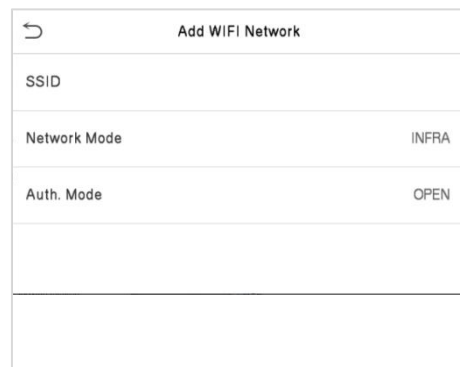 Add WIFI Network
SSID
Network Mode INFRA
Auth. Mode OPEN